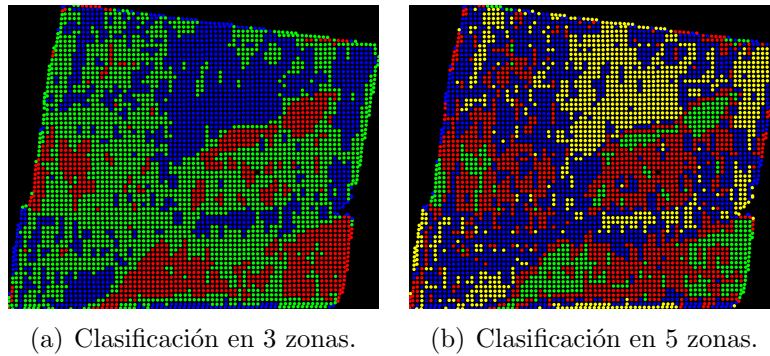 (a) Clasificación en 3 zonas.
(b) Clasificación en 5 zonas.